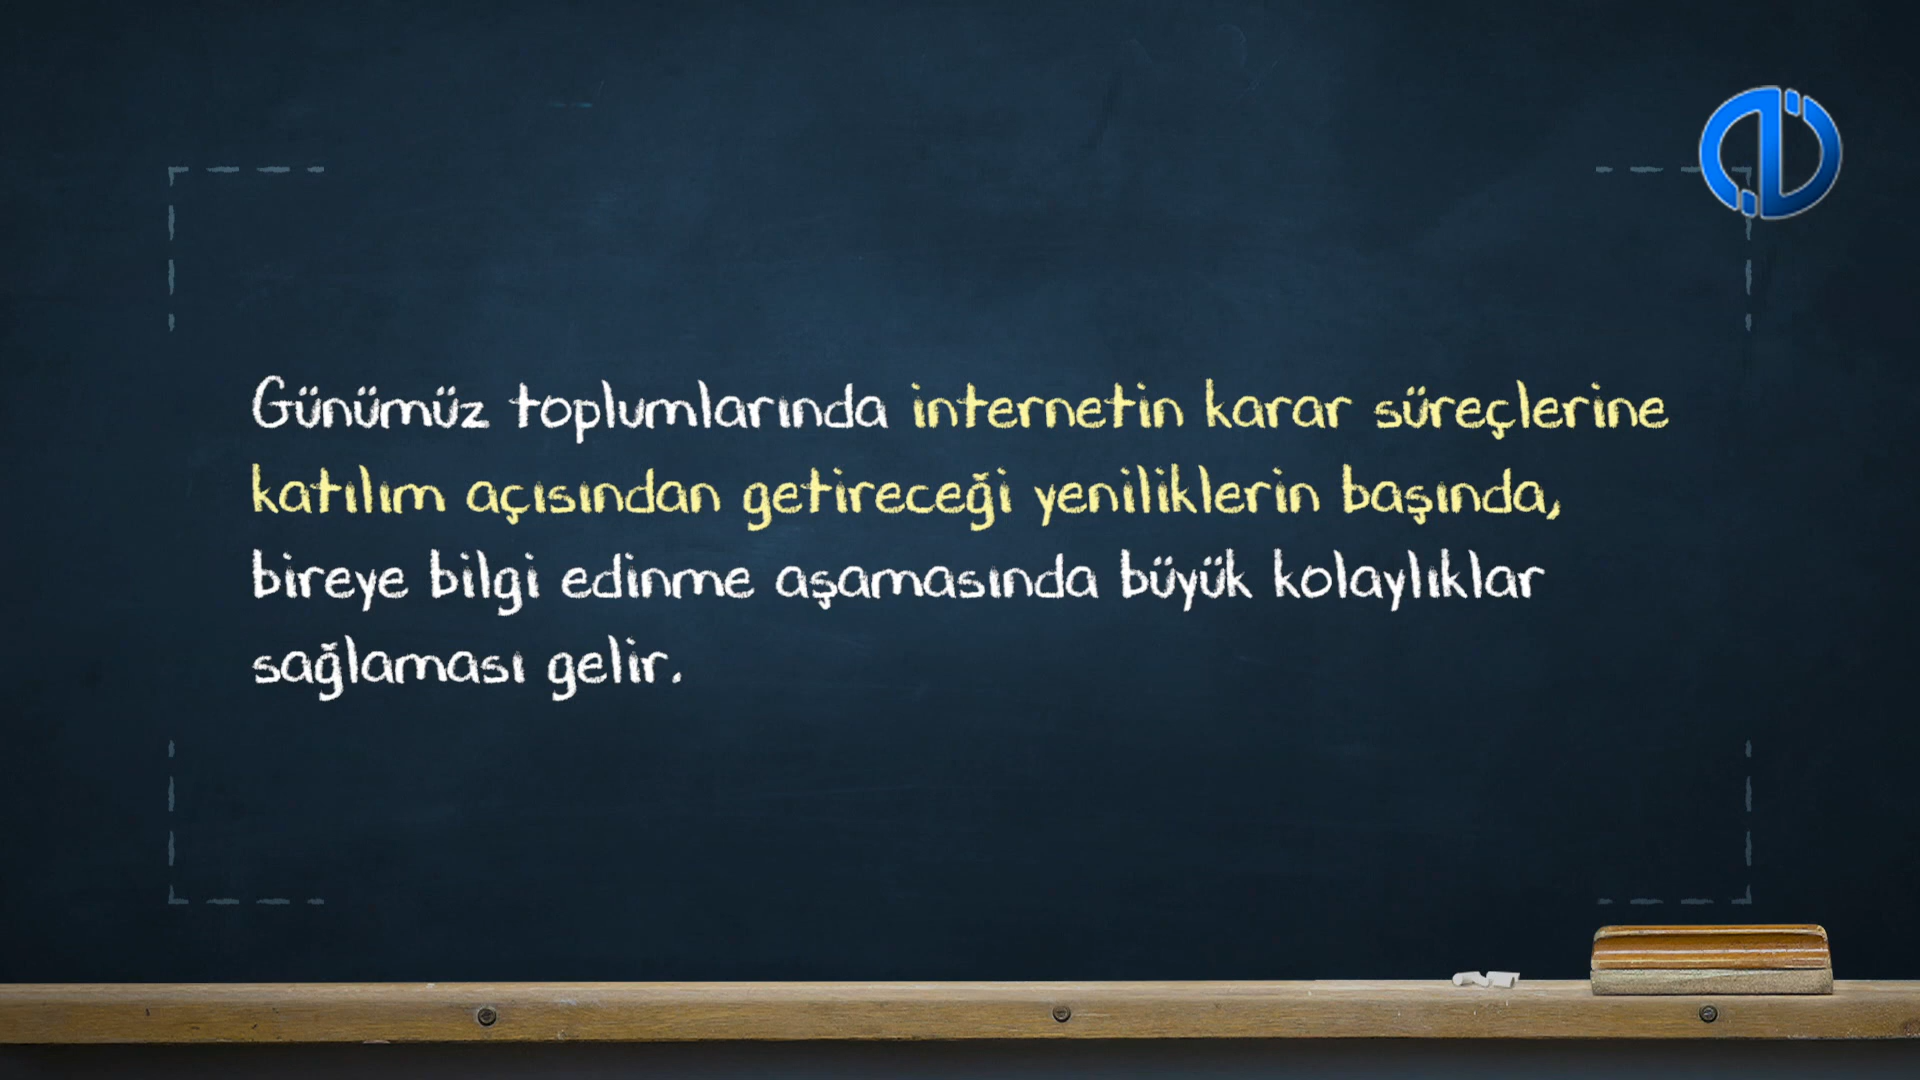 Günümüz toplumlarında internetin karar süreçlerine
katılım açısından getireceği yeniliklerin başında,
bireye bilgi edinme aşamasında büyük kolaylıklar
sağlaması gelir.